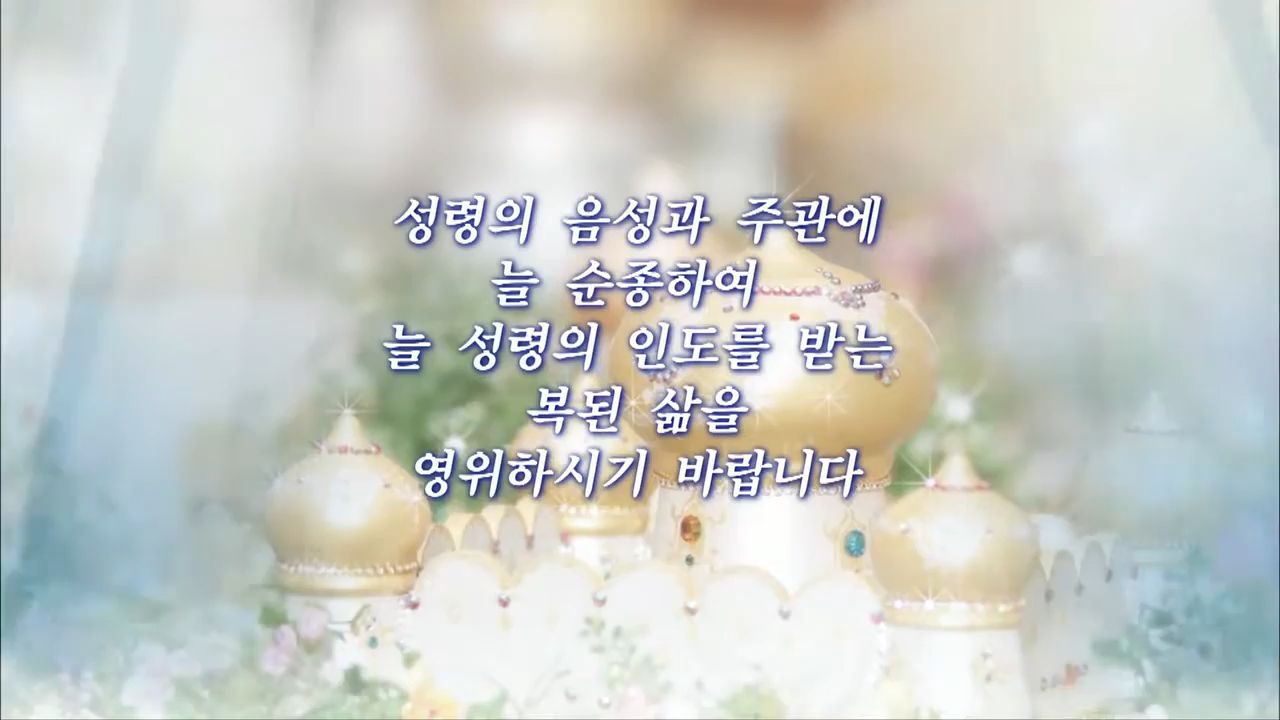 성령의 음성과 주관에
늘 순종하여
늘 성령의 인도를 받는
복된 삶을
영위하시기 바랍니다